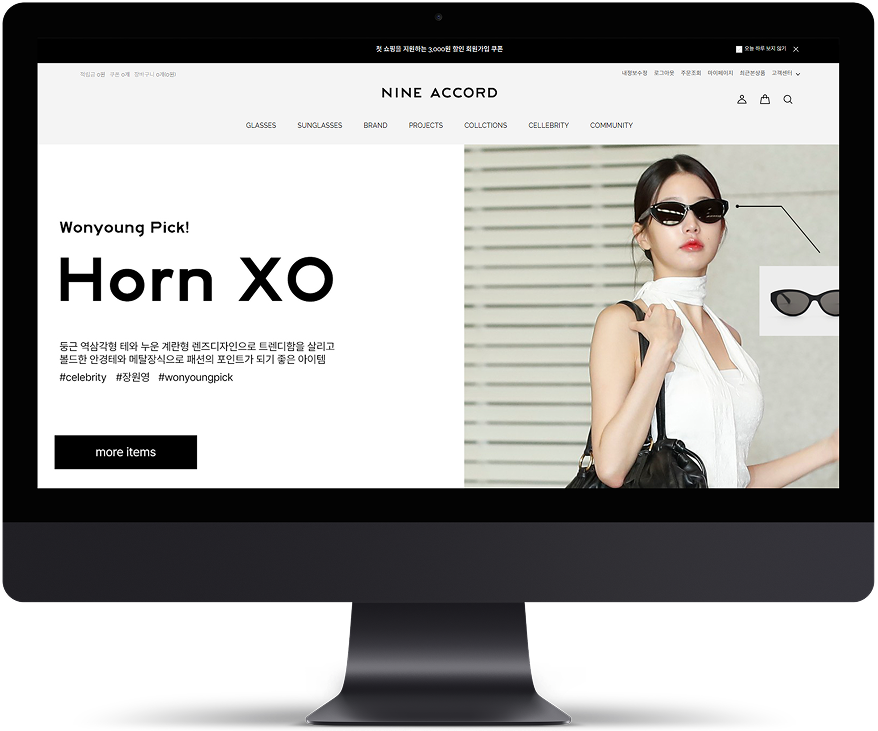 첫 쇼핑을 지원하는 3,000원 할인 회원가입 쿠폰
오늘 하루 보지 않기
적립금 0원 쿠폰 0개 장바구니 0개(0원)
내정보수정 로그아웃 주문조회 마이페이지 최근본상품 고객센터
NINE ACCORD
GLASSES SUNGLASSES BRAND PROJECTS COLLCTIONS CELLEBRITY COMMUNITY
Wonyoung Pick!
Horn XO
둥근 역삼각형 테와 누운 계란형 렌즈디자인으로 트렌디함을 살리고
볼드한 안경테와 메탈장식으로 패션의 포인트가 되기 좋은 아이템
#celebrity #장원영 #wonyoungpick
more items